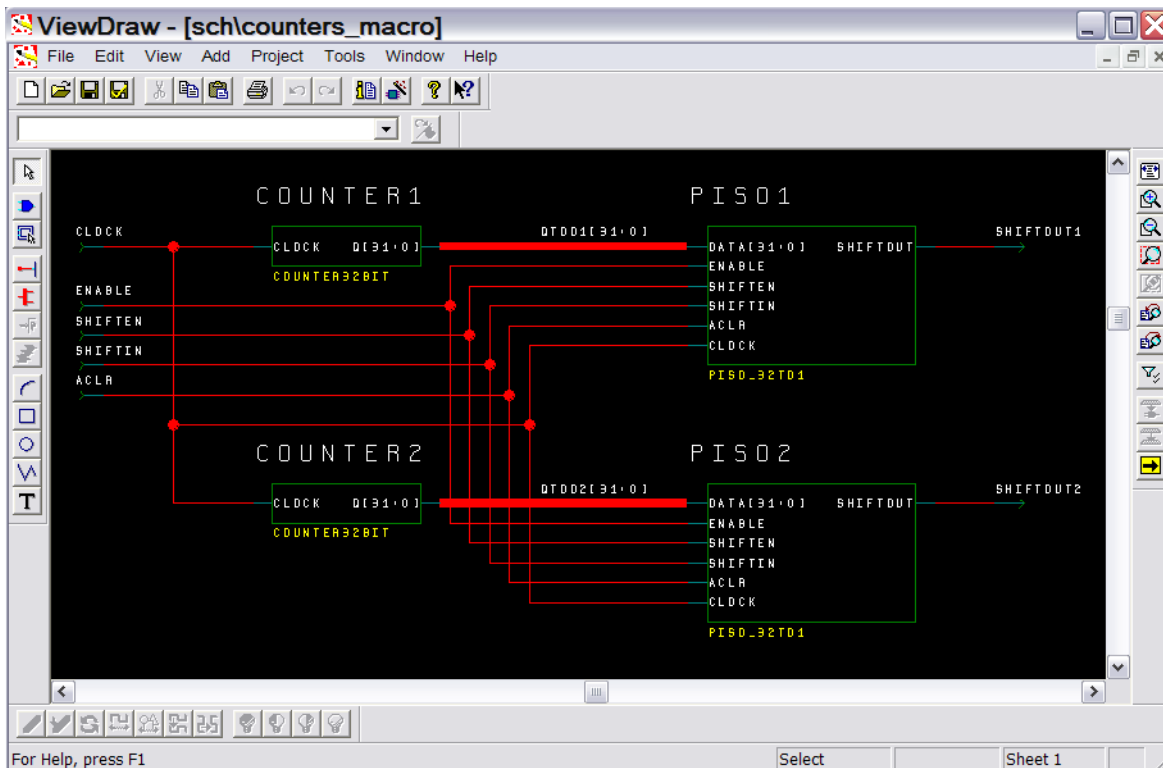 ViewDraw - [sch\counters_macro]
File Edit View Add Project Tools Window Help
COUNTER1 PISO1
CLOCK QTOD1[31:0] SHIFTOUT1
CLOCK Q[31:0] DATA[31:0] SHIFTOUT
COUNTER32BIT ENABLE
ENABLE SHIFTEN
SHIFTEN SHIFTIN
SHIFTIN ACLR
ACLR CLOCK
PISO_32TO1
COUNTER2 PISO2
QTOD2[31:0] SHIFTOUT2
CLOCK Q[31:0] DATA[31:0] SHIFTOUT
COUNTER32BIT ENABLE
SHIFTEN
SHIFTIN
ACLR
CLOCK
PISO_32TO1
T
For Help, press F1 Select Sheet 1